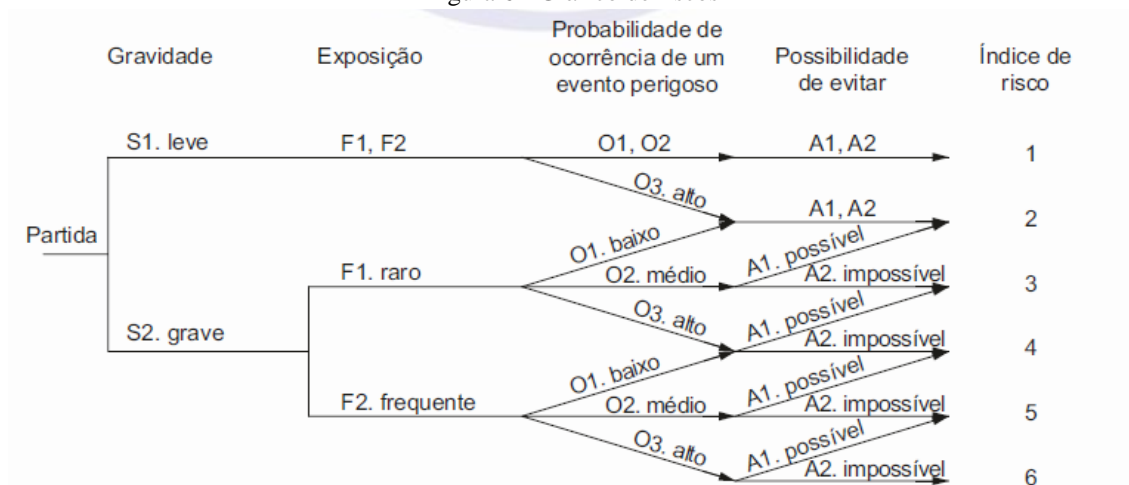 Gravidade
Exposição
Probabilidade de
ocorrência de um
evento perigoso
Possibilidade
de evitar
Índice de
risco
S1. leve
F1, F2
O1, O2
A1, A2
1
O3. alto
A1, A2
2
Partida
O1. baixo
A1. possível
F1. raro
O2. médio
A2. impossível
3
O3. alto
A1. possível
S2. grave
A2. impossível
4
O1. baixo
A1. possível
F2. frequente
O2. médio
A2. impossível
5
O3. alto
A1. possível
A2. impossível
6